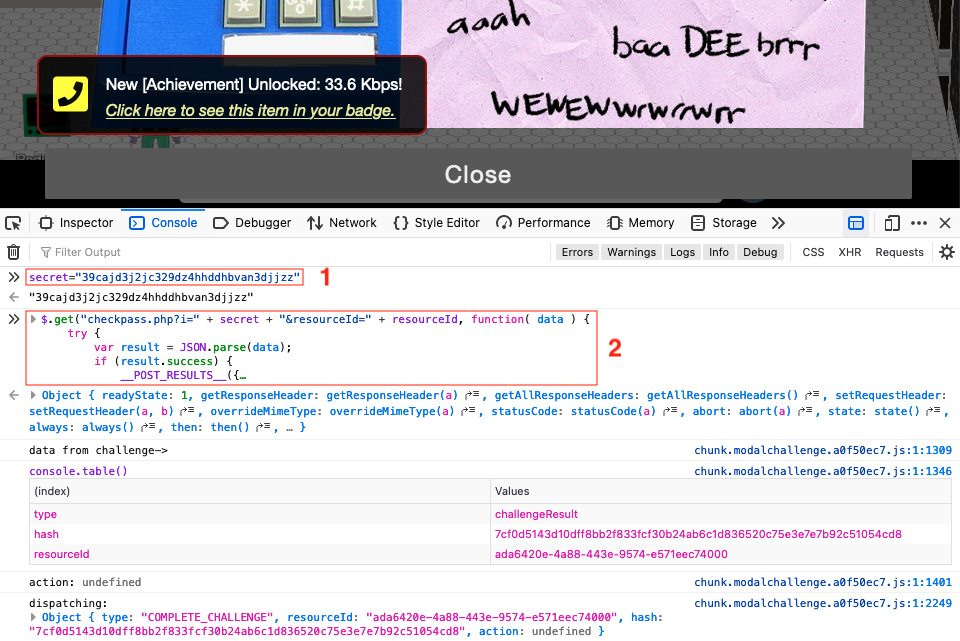 aaah
baa DEE brrr
WEWEWwrwrrwrr
New [Achievement] Unlocked: 33.6 Kbps!
Click here to see this item in your badge.
Close
Inspector Console Debugger Network Style Editor Performance Memory Storage
Filter Output Errors Warnings Logs Info Debug CSS XHR Requests
secret="39cajd3j2jc329dz4hhddhbvan3djjzz" 1
"39cajd3j2jc329dz4hhddhbvan3djjzz"
$.get("checkpass.php?i=" + secret + "&resourceId=" + resourceId, function( data ) {
try {
var result = JSON.parse(data);
if (result.success) {
__POST_RESULTS__({…
2
Object { readyState: 1, getResponseHeader: getResponseHeader(a), getAllResponseHeaders: getAllResponseHeaders(), setRequestHeader:
setRequestHeader(a, b), overrideMimeType: overrideMimeType(a), statusCode: statusCode(a), abort: abort(a), state: state(),
always: always(), then: then(), … }
data from challenge-> chunk.modalchallenge.a0f50ec7.js:1:1309
console.table() chunk.modalchallenge.a0f50ec7.js:1:1346
(index) Values
type challengeResult
hash 7cf0d5143d10dff8bb2f833fcf30b24ab6c1d836520c75e3e7e7b92c51054cd8
resourceId ada6420e-4a88-443e-9574-e571eec74000
action: undefined chunk.modalchallenge.a0f50ec7.js:1:1401
dispatching: chunk.modalchallenge.a0f50ec7.js:1:2249
Object { type: "COMPLETE_CHALLENGE", resourceId: "ada6420e-4a88-443e-9574-e571eec74000", hash:
"7cf0d5143d10dff8bb2f833fcf30b24ab6c1d836520c75e3e7e7b92c51054cd8", action: undefined }